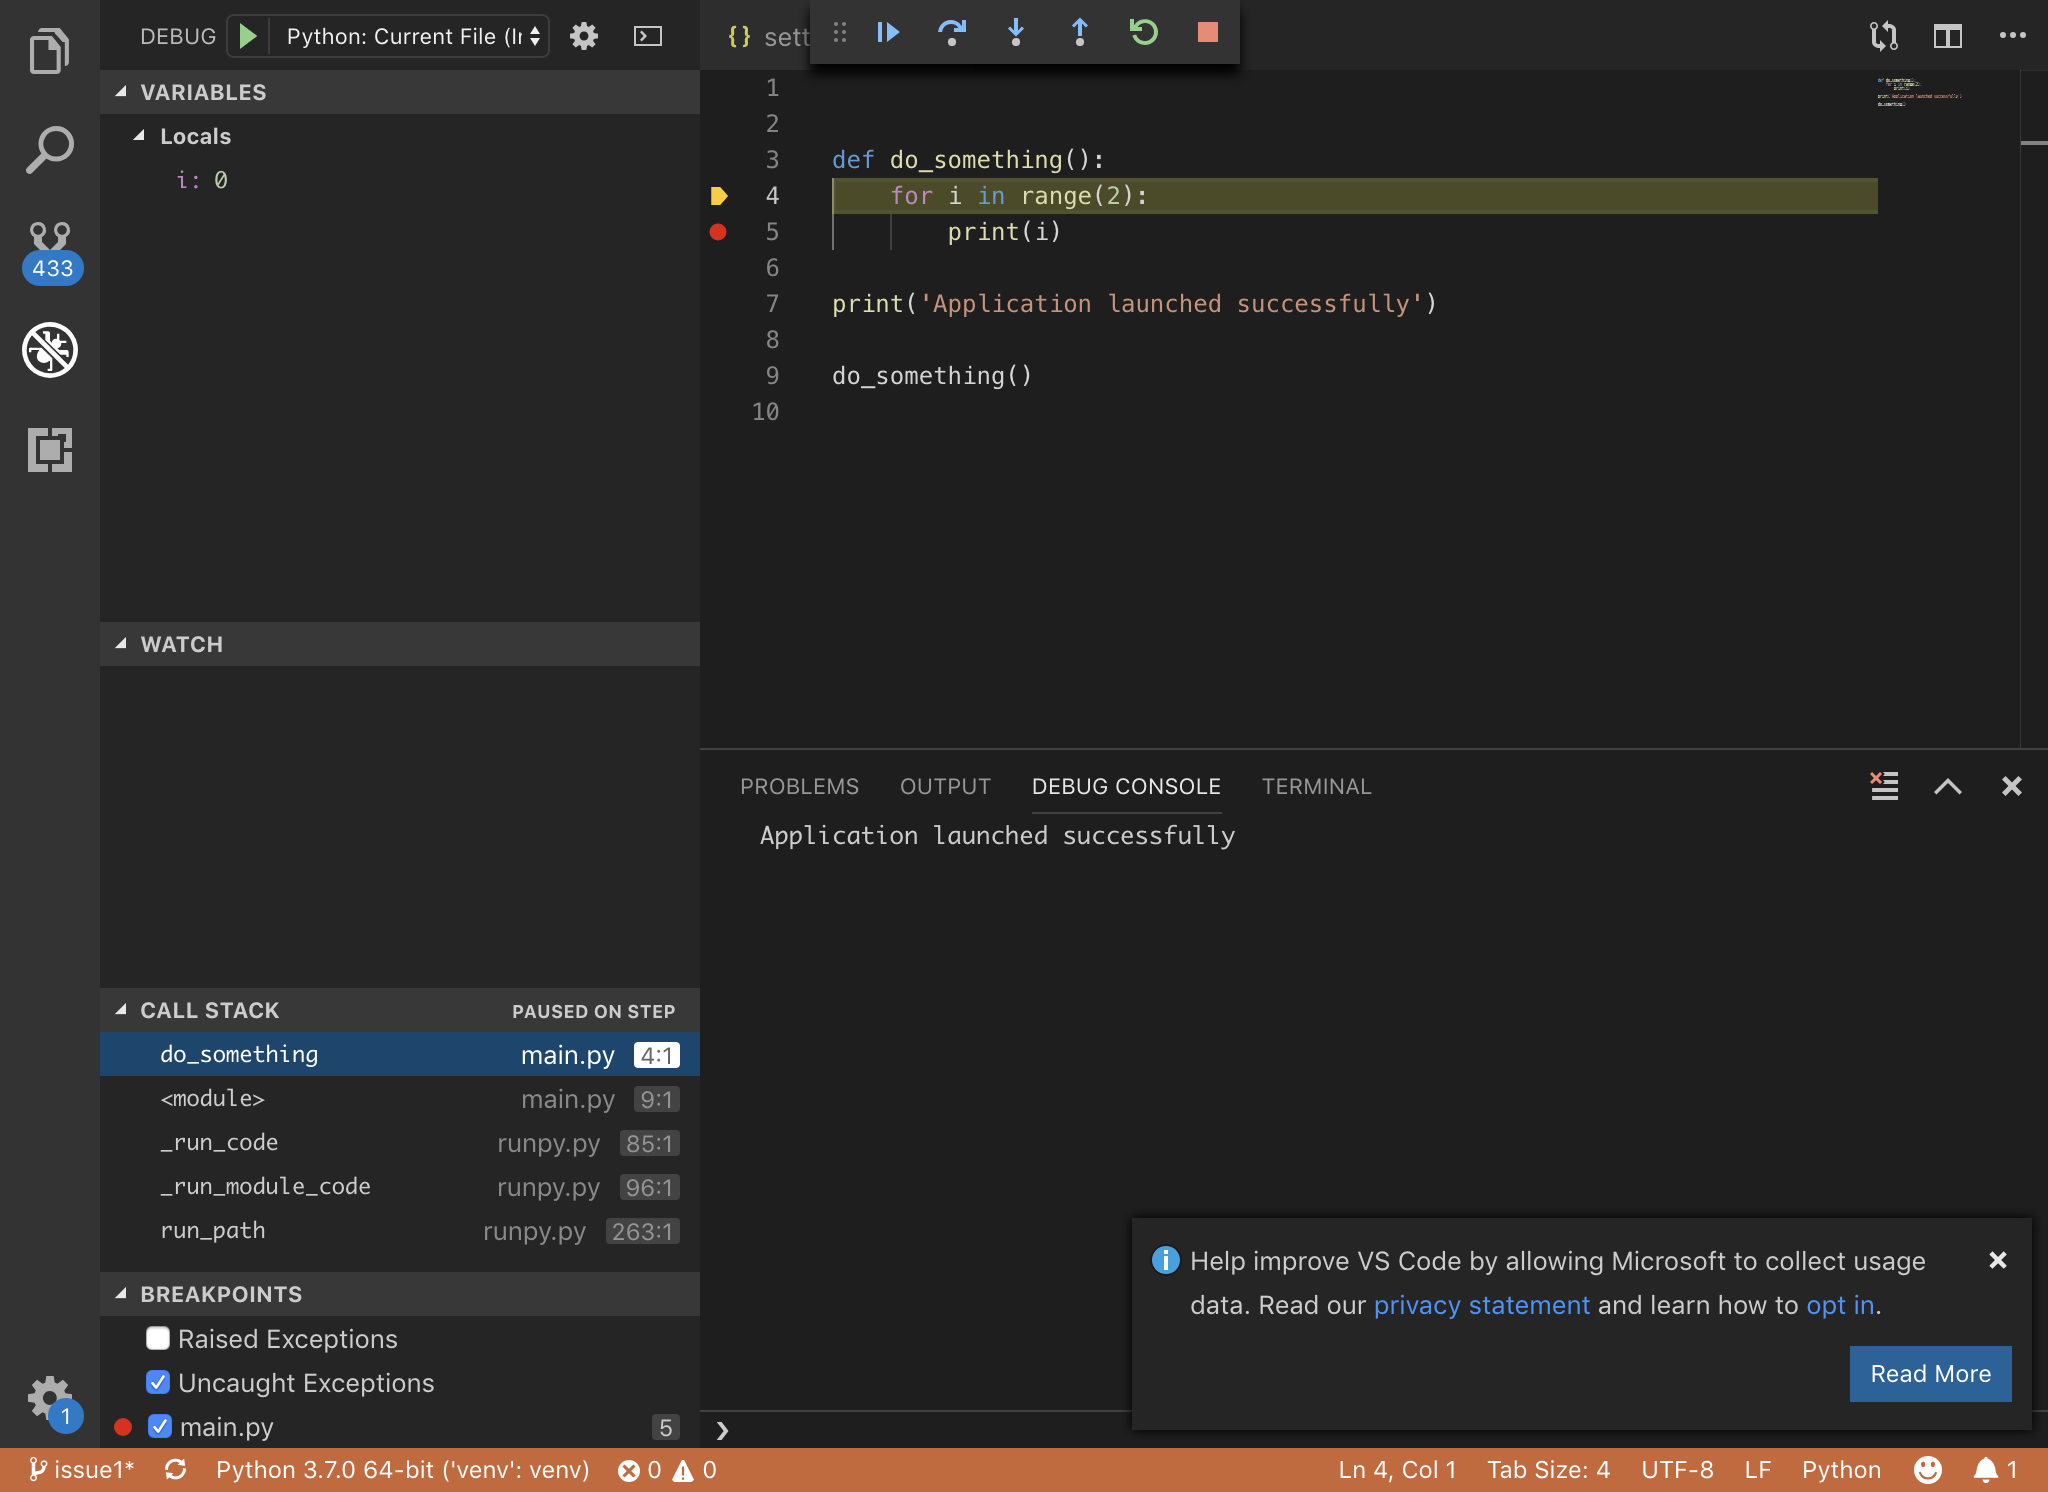 DEBUG Python: Current File (Ir
VARIABLES
Locals
i: 0
433
WATCH
CALL STACK PAUSED ON STEP
do_something main.py 4:1
<module> main.py 9:1
_run_code runpy.py 85:1
_run_module_code runpy.py 96:1
run_path runpy.py 263:1
BREAKPOINTS
Raised Exceptions
Uncaught Exceptions
main.py 5
1
{} sett
1
2
3 def do_something():
4 for i in range(2):
5 print(i)
6
7 print('Application launched successfully')
8
9 do_something()
10
PROBLEMS OUTPUT DEBUG CONSOLE TERMINAL
Application launched successfully
Help improve VS Code by allowing Microsoft to collect usage
data. Read our privacy statement and learn how to opt in.
Read More
❯
issue1* Python 3.7.0 64-bit ('venv': venv) 0 0 Ln 4, Col 1 Tab Size: 4 UTF-8 LF Python 1